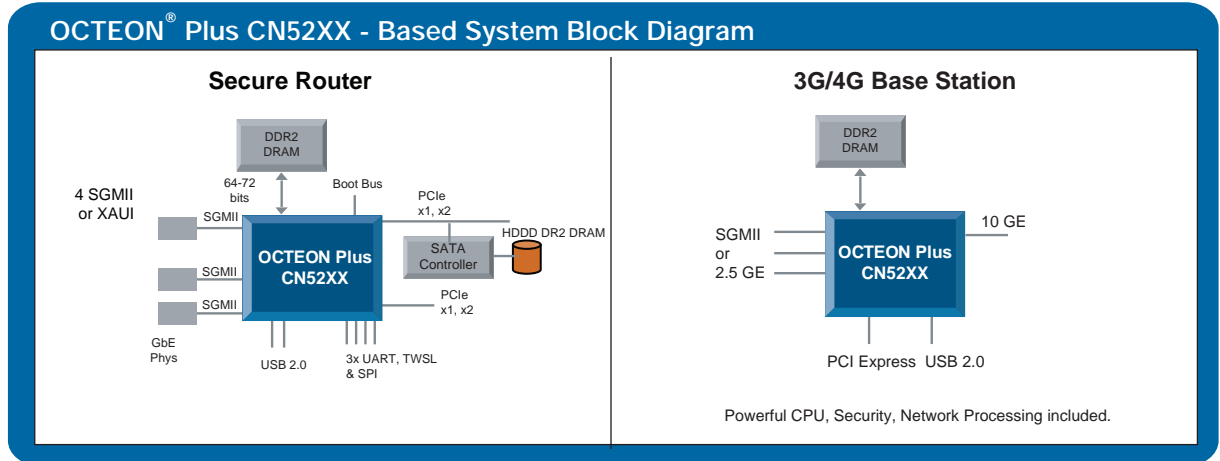 OCTEON® Plus CN52XX - Based System Block Diagram
Secure Router
DDR2
DRAM
4 SGMII
or XAUI
64-72
bits
Boot Bus
PCIe
x1, x2
SGMII
OCTEON Plus
CN52XX
SATA
Controller
HDDD DR2 DRAM
SGMII
SGMII
PCIe
x1, x2
GbE
Phys
USB 2.0
3x UART, TWSL
& SPI
3G/4G Base Station
DDR2
DRAM
SGMII
or
2.5 GE
OCTEON Plus
CN52XX
10 GE
PCI Express
USB 2.0
Powerful CPU, Security, Network Processing included.